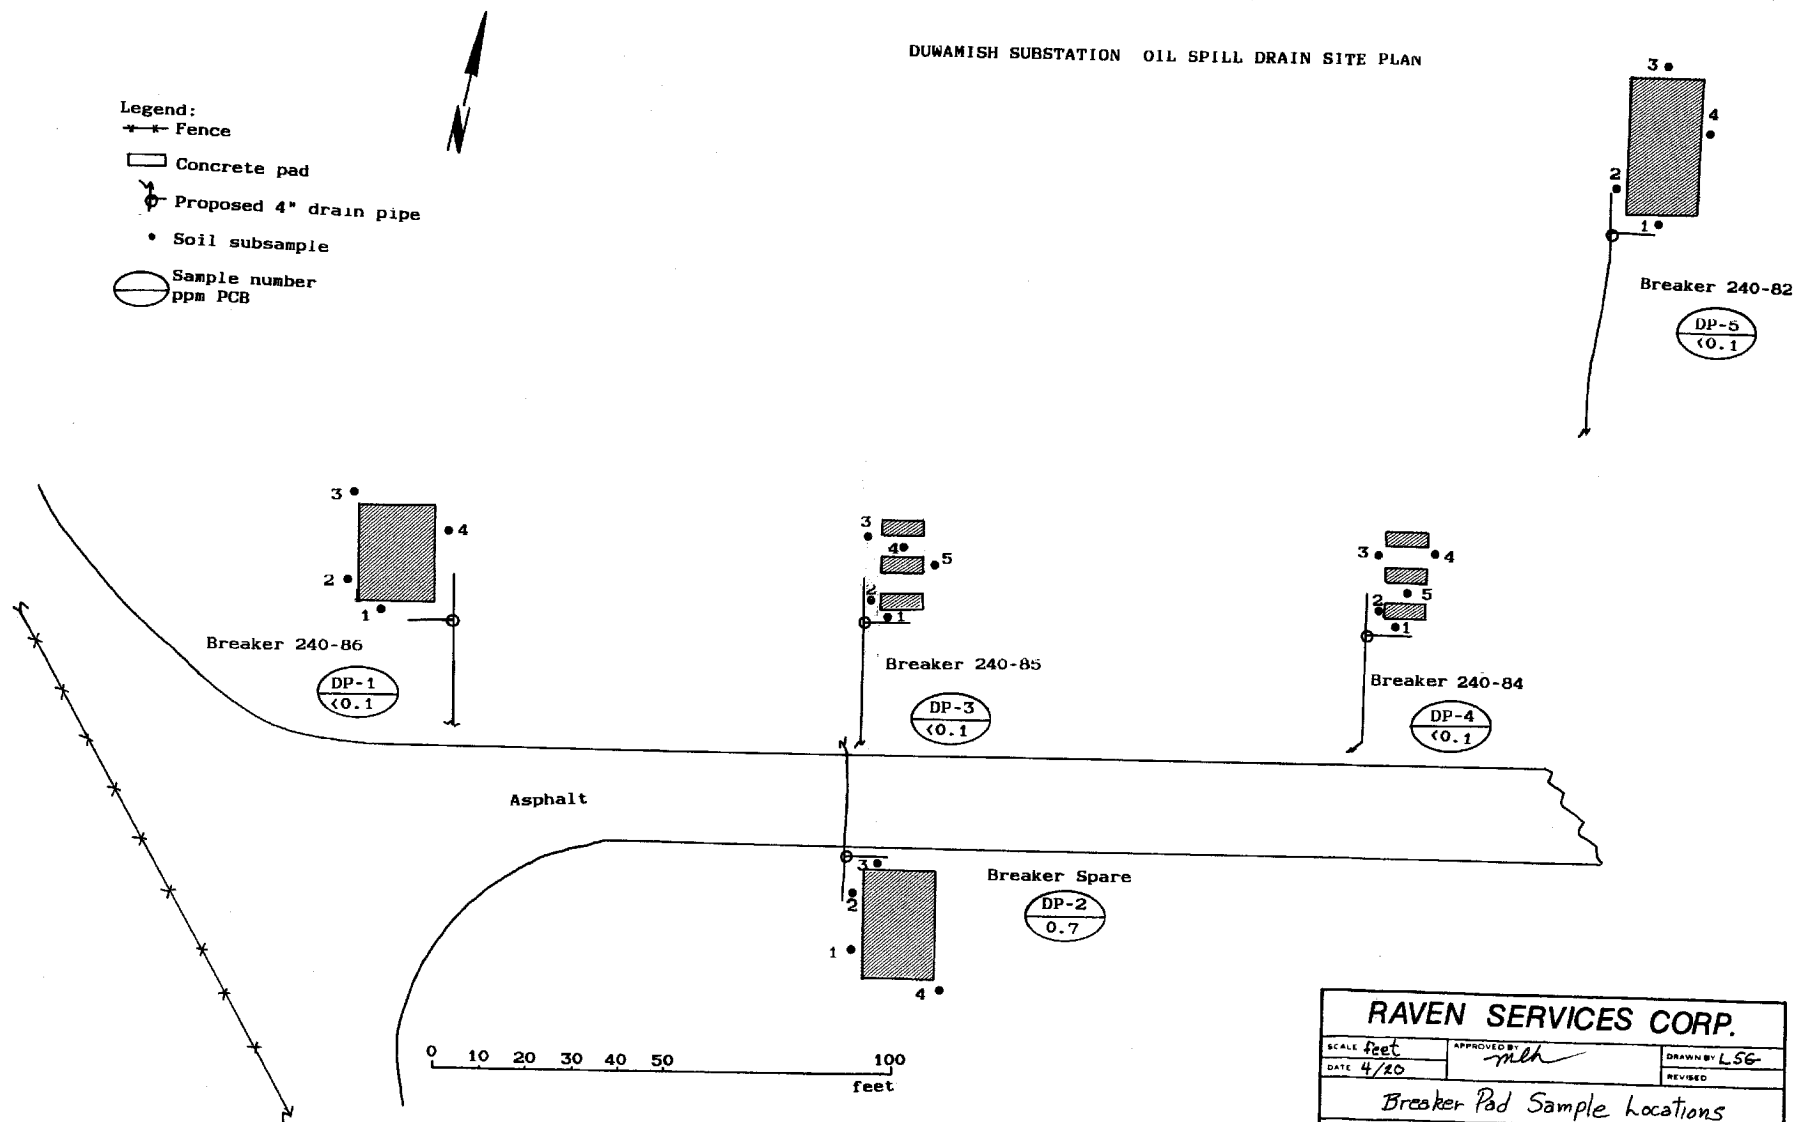 DUWAMISH SUBSTATION OIL SPILL DRAIN SITE PLAN
Legend:
Fence
Concrete pad
Proposed 4" drain pipe
Soil subsample
Sample number
ppm PCB
N
3
4
2
1
Breaker 240-82
DP-5
<0.1
3
4
2
1
Breaker 240-86
DP-1
<0.1
3
4
5
2
1
Breaker 240-85
DP-3
<0.1
3
4
5
2
1
Breaker 240-84
DP-4
<0.1
Asphalt
3
2
1
4
Breaker Spare
DP-2
0.7
0 10 20 30 40 50 100
feet
RAVEN SERVICES CORP.
SCALE feet
APPROVED BY mlh
DRAWN BY LSG
DATE 4/20
REVISED
Breaker Pad Sample Locations